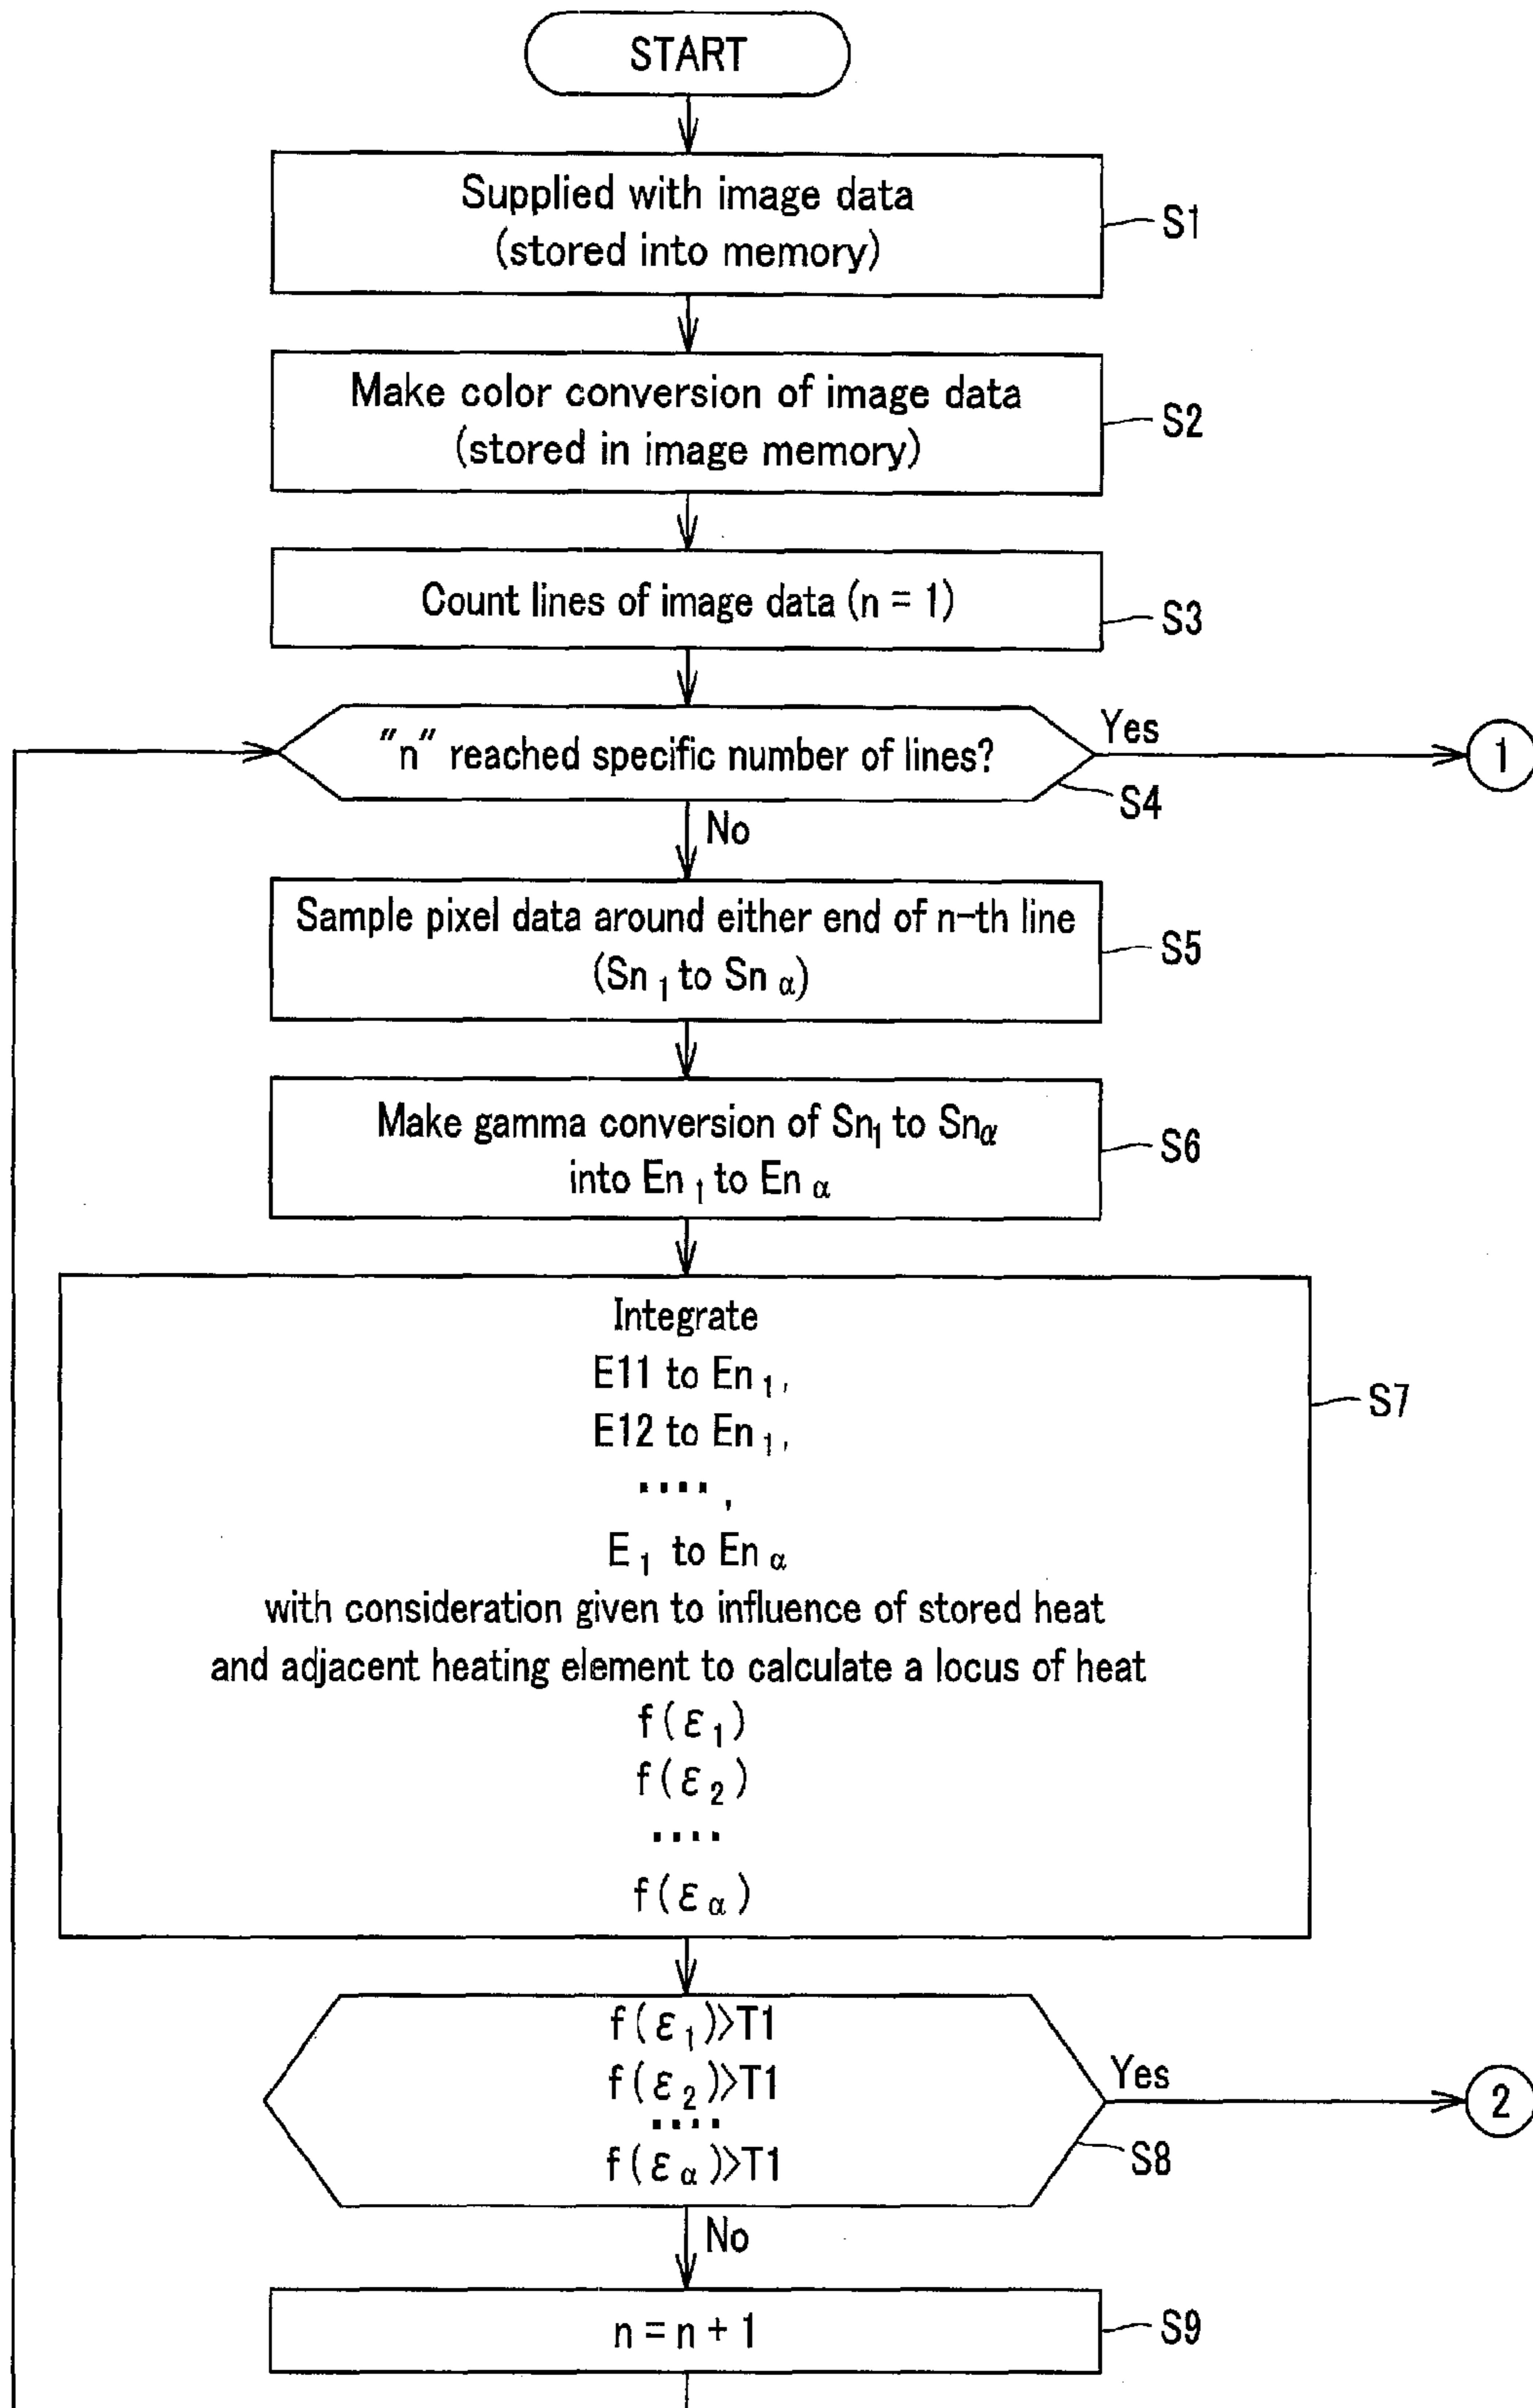 START
Supplied with image data
(stored into memory)
S1
Make color conversion of image data
(stored in image memory)
S2
Count lines of image data (n = 1)
S3
"n" reached specific number of lines?
Yes
1
S4
No
Sample pixel data around either end of n-th line
(Sn₁ to Snα)
S5
Make gamma conversion of Sn₁ to Snα
into En₁ to Enα
S6
Integrate
E11 to En₁,
E12 to En₁,
....,
E₁ to Enα
with consideration given to influence of stored heat
and adjacent heating element to calculate a locus of heat
f(ε₁)
f(ε₂)
....
f(εα)
S7
f(ε₁)>T1
f(ε₂)>T1
....
f(εα)>T1
Yes
2
S8
No
n = n + 1
S9